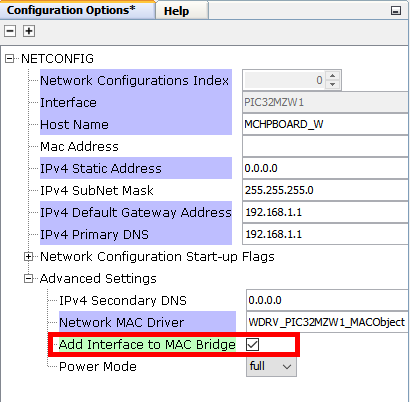 Configuration Options* Help
NETCONFIG
Network Configurations Index 0
Interface PIC32MZW1
Host Name MCHPBOARD_W
Mac Address
IPv4 Static Address 0.0.0.0
IPv4 SubNet Mask 255.255.255.0
IPv4 Default Gateway Address 192.168.1.1
IPv4 Primary DNS 192.168.1.1
Network Configuration Start-up Flags
Advanced Settings
IPv4 Secondary DNS 0.0.0.0
Network MAC Driver WDRV_PIC32MZW1_MACObject
Add Interface to MAC Bridge
Power Mode full